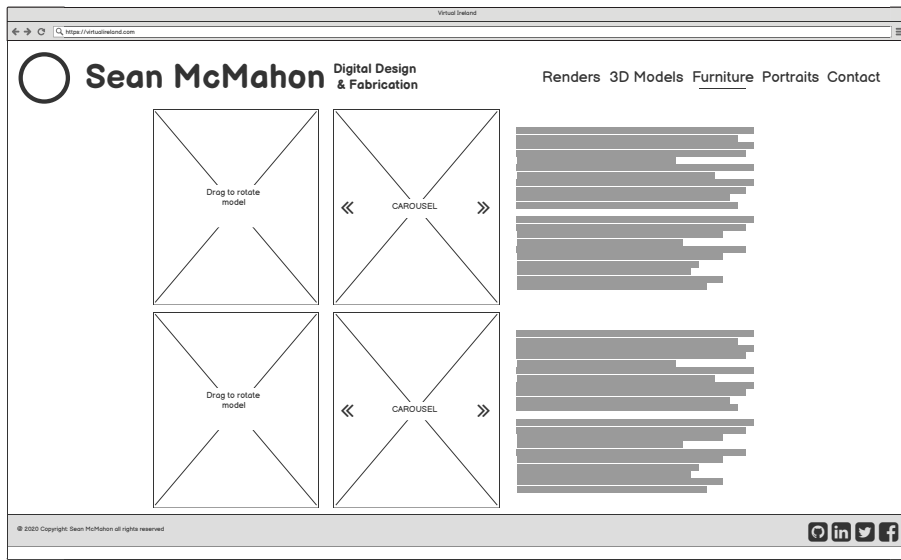 Virtual Ireland
https://virtualireland.com
Sean McMahon
Digital Design
& Fabrication
Renders 3D Models Furniture Portraits Contact
Drag to rotate
model
CAROUSEL
Drag to rotate
model
CAROUSEL
© 2020 Copyright: Sean McMahon all rights reserved